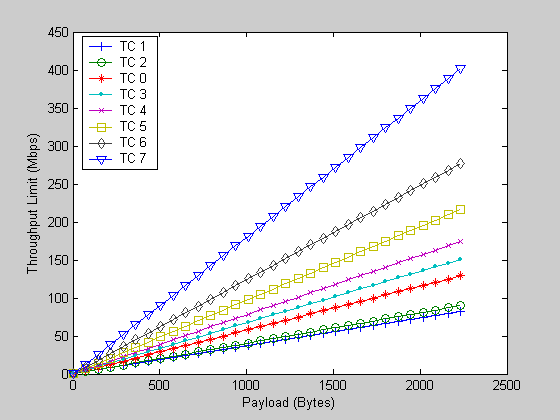 450
400
350
300
250
200
150
100
50
0
Throughput Limit (Mbps)
TC 1
TC 2
TC 0
TC 3
TC 4
TC 5
TC 6
TC 7
0 500 1000 1500 2000 2500
Payload (Bytes)